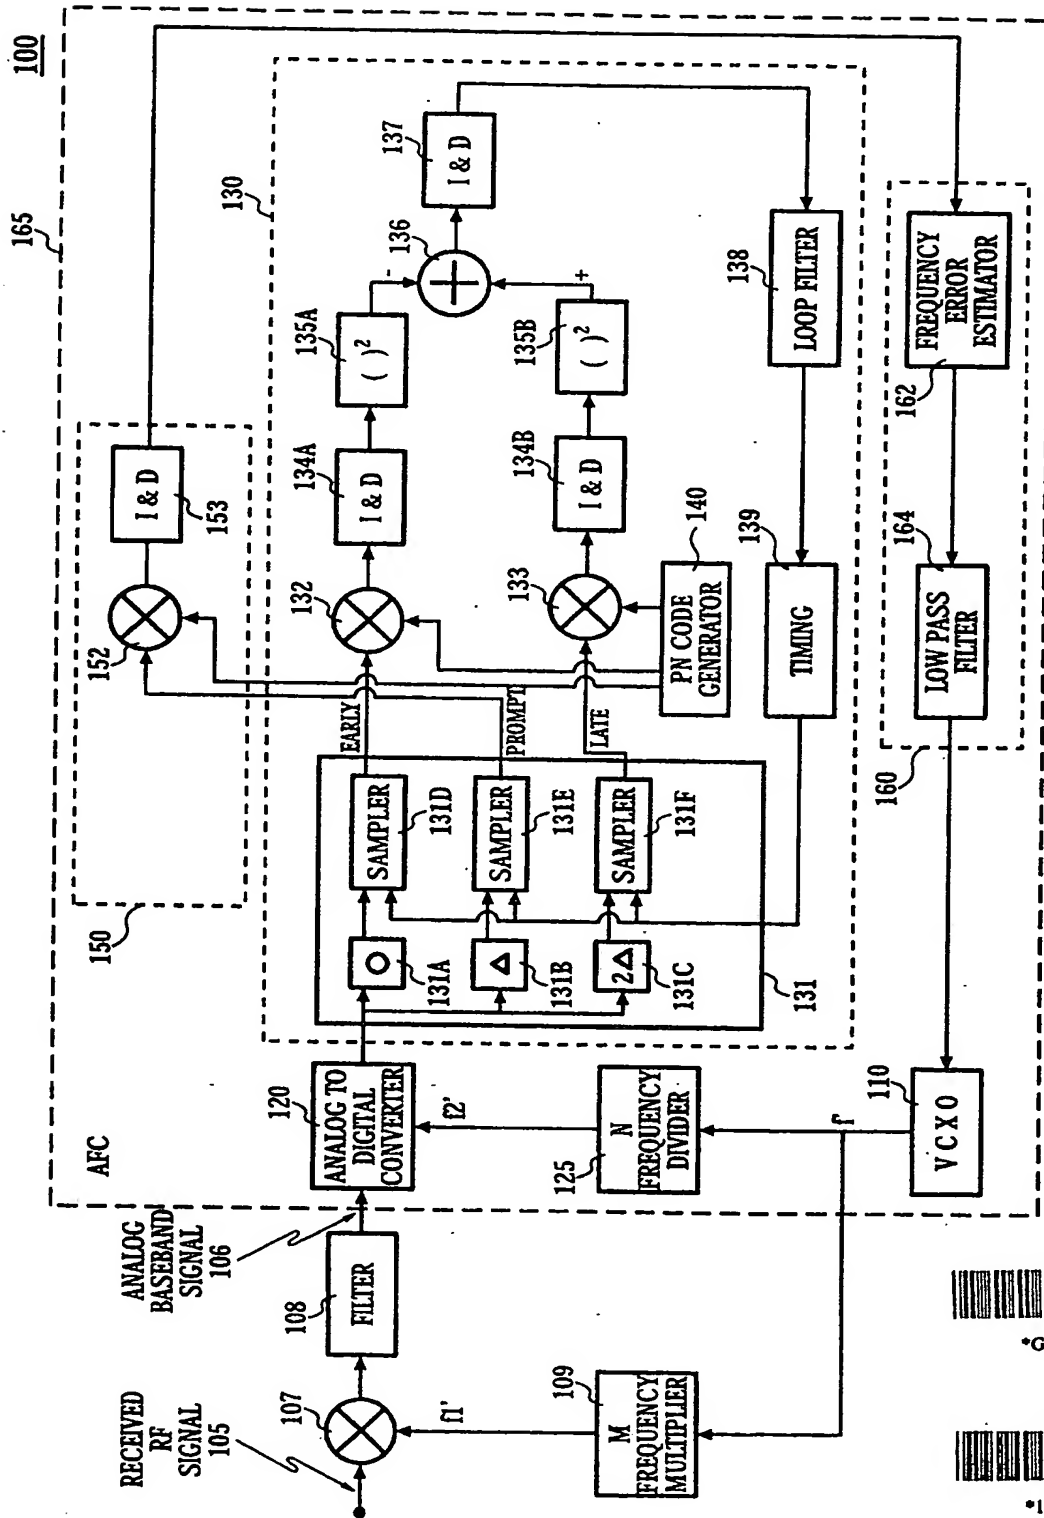 100
165
AFC
RECEIVED
RF
SIGNAL
105
107
f1'
M
FREQUENCY
MULTIPLIER
109
ANALOG
BASEBAND
SIGNAL
106
108
FILTER
120
ANALOG TO
DIGITAL
CONVERTER
f2'
125
N
FREQUENCY
DIVIDER
f
110
V C X O
150
152
I & D
153
130
131
O
131A
Δ
131B
2Δ
131C
SAMPLER
131D
SAMPLER
131E
SAMPLER
131F
EARLY
PROMPT
LATE
132
133
134A
I & D
134B
I & D
135A
( )²
135B
( )²
-
+
136
137
I & D
PN CODE
GENERATOR
140
139
TIMING
138
LOOP FILTER
160
164
LOW PASS
FILTER
162
FREQUENCY
ERROR
ESTIMATOR
*G
*1